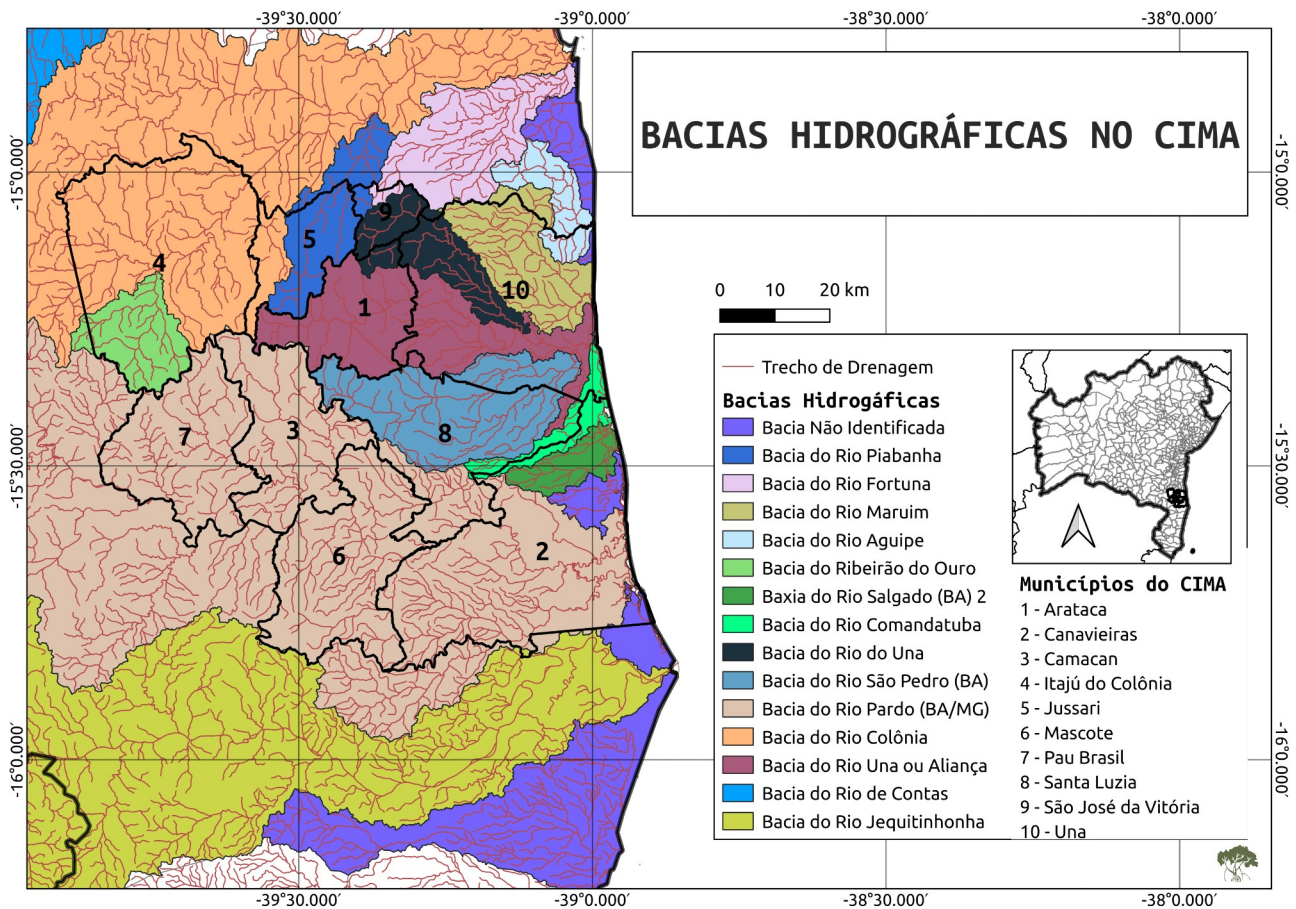 -39°30.000′ -39°0.000′ -38°30.000′ -38°0.000′
BACIAS HIDROGRÁFICAS NO CIMA
-15°0.000′ -15°0.000′
9
5
4
10
1
0 10 20 km
Trecho de Drenagem
Bacias Hidrogáficas
Bacia Não Identificada
Bacia do Rio Piabanha
Bacia do Rio Fortuna
Bacia do Rio Maruim
Bacia do Rio Aguipe
Bacia do Ribeirão do Ouro
Baxia do Rio Salgado (BA) 2
Bacia do Rio Comandatuba
Bacia do Rio do Una
Bacia do Rio São Pedro (BA)
Bacia do Rio Pardo (BA/MG)
Bacia do Rio Colônia
Bacia do Rio Una ou Aliança
Bacia do Rio de Contas
Bacia do Rio Jequitinhonha
3
7
8
-15°30.000′ -15°30.000′
2
6
Municípios do CIMA
1 - Arataca
2 - Canavieiras
3 - Camacan
4 - Itajú do Colônia
5 - Jussari
6 - Mascote
7 - Pau Brasil
8 - Santa Luzia
9 - São José da Vitória
10 - Una
-16°0.000′ -16°0.000′
-39°30.000′ -39°0.000′ -38°30.000′ -38°0.000′